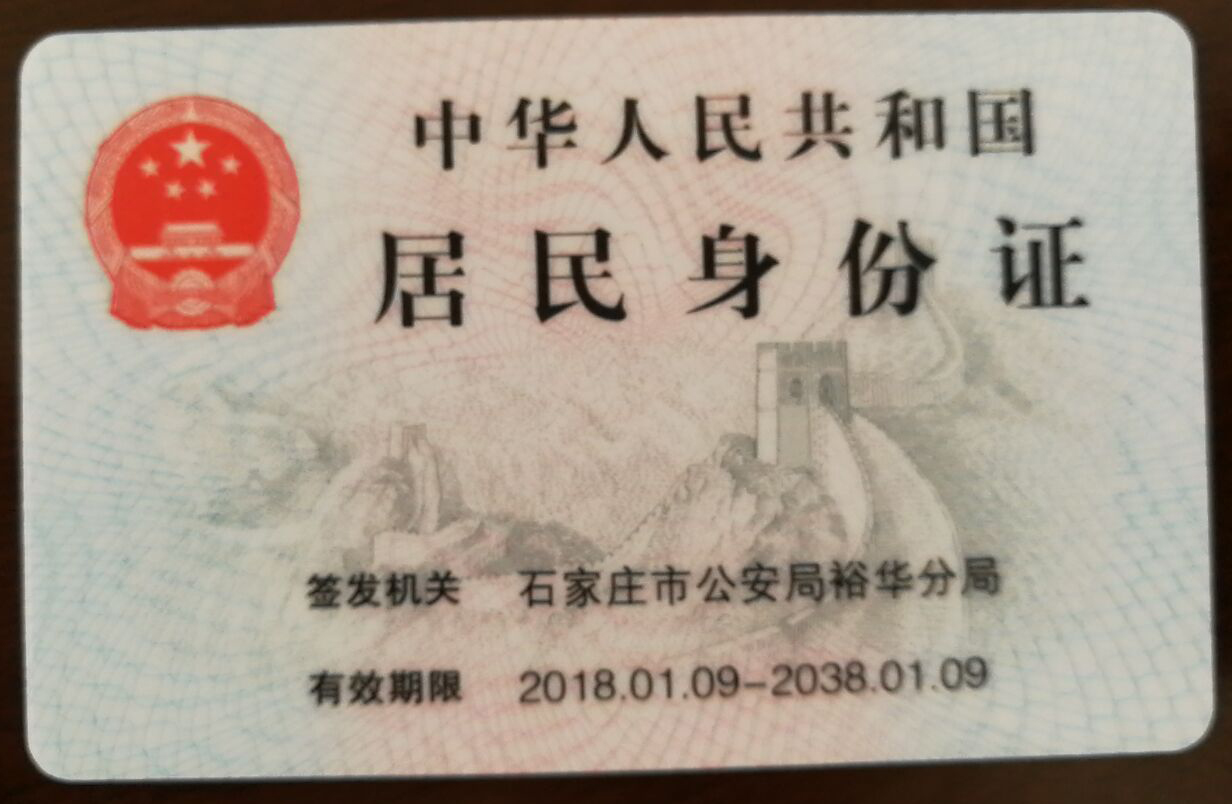 中华人民共和国
居民身份证
签发机关 石家庄市公安局裕华分局
有效期限 2018.01.09-2038.01.09